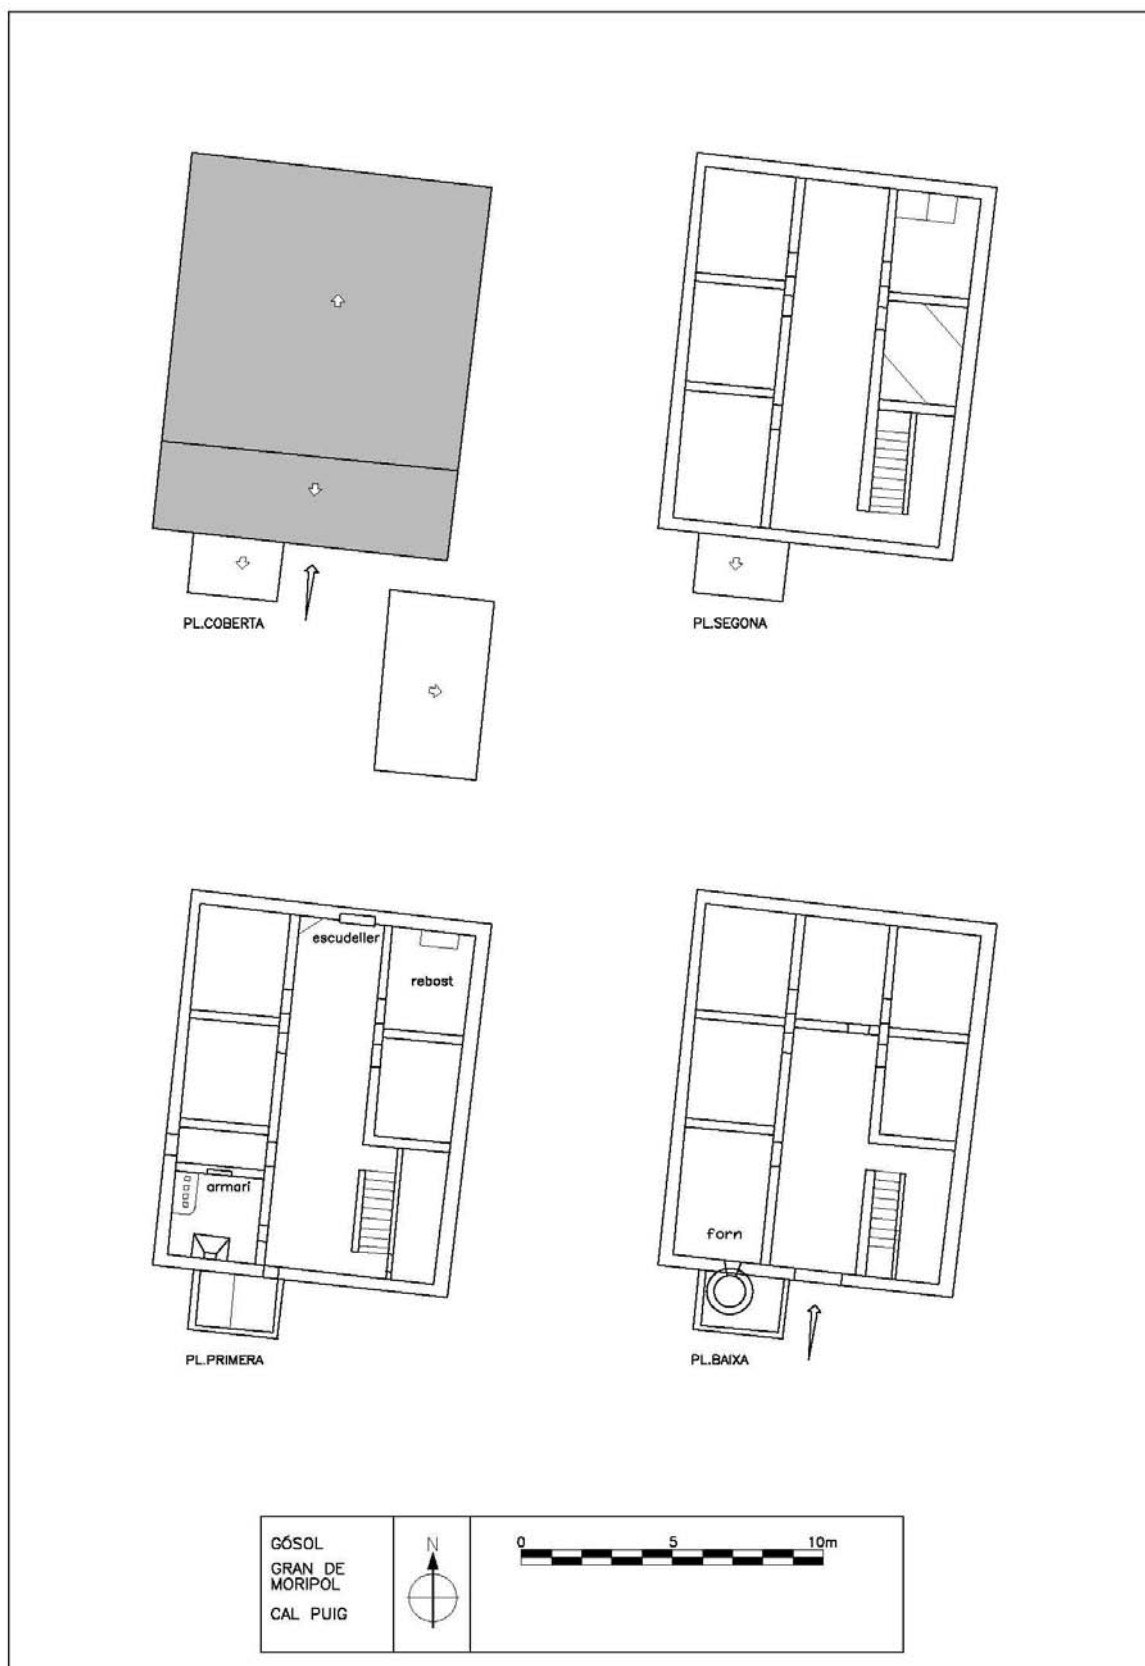 PL.COBERTA
PL.SEGONA
escudeller
rebost
armari
PL.PRIMERA
forn
PL.BAIXA
GÓSOL
GRAN DE
MORIPOL
CAL PUIG
N
0 5 10m